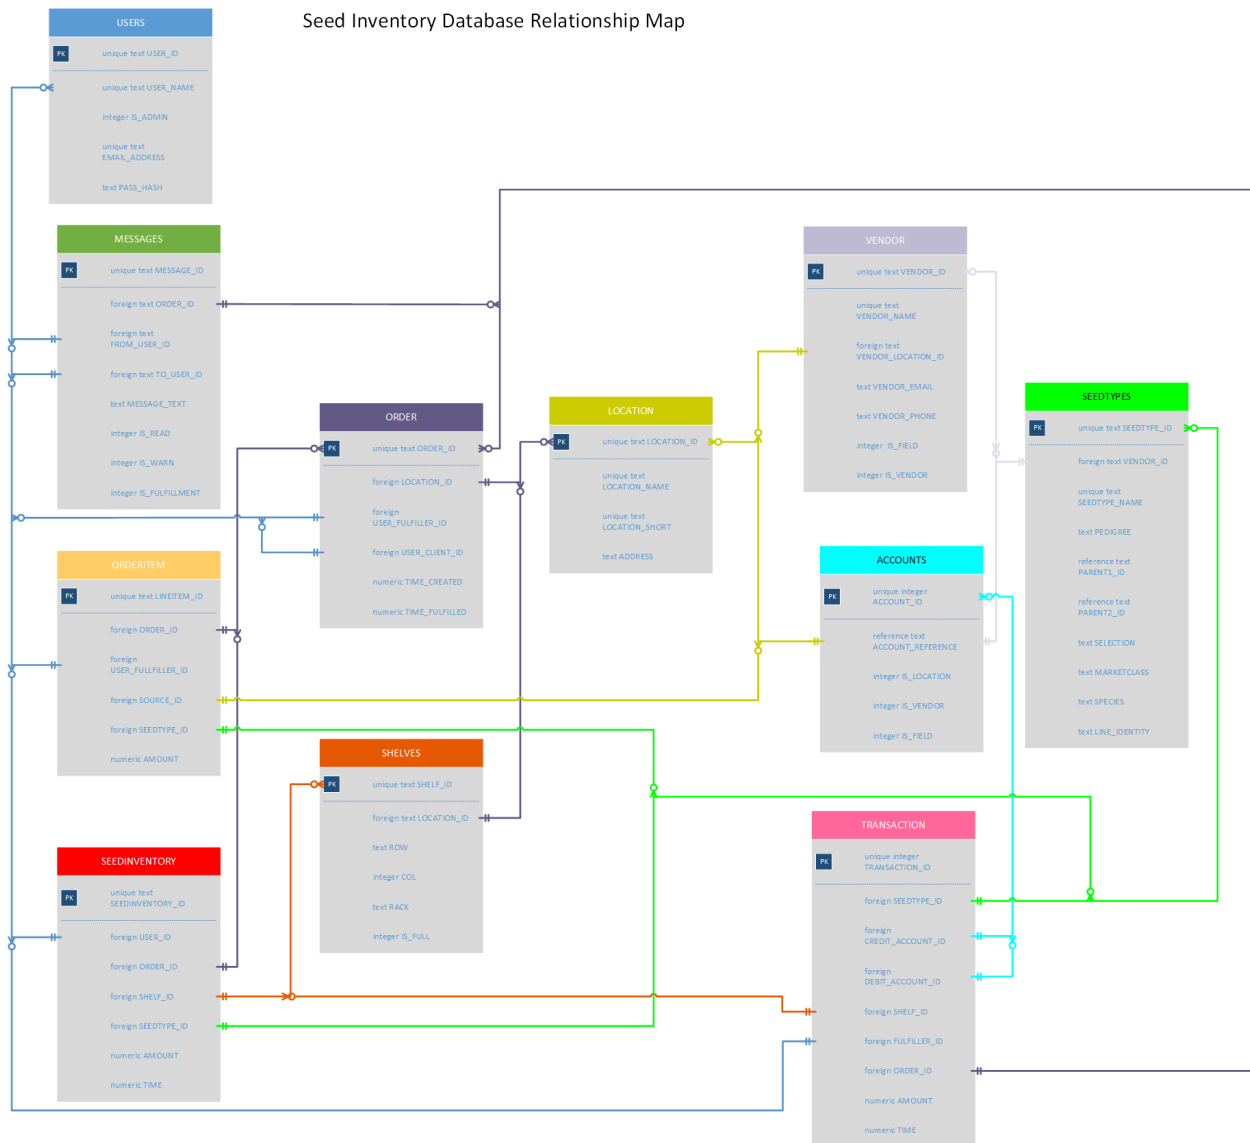 Seed Inventory Database Relationship Map
USERS
PK
unique text USER_ID
unique text USER_NAME
integer IS_ADMIN
unique text
EMAIL_ADDRESS
text PASS_HASH
MESSAGES
PK
unique text MESSAGE_ID
foreign text ORDER_ID
foreign text
FROM_USER_ID
foreign text TO_USER_ID
text MESSAGE_TEXT
integer IS_READ
integer IS_WARN
integer IS_FULFILLMENT
ORDERITEM
PK
unique text LINEITEM_ID
foreign ORDER_ID
foreign
USER_FULLFILLER_ID
foreign SOURCE_ID
foreign SEEDTYPE_ID
numeric AMOUNT
SEEDINVENTORY
PK
unique text
SEEDINVENTORY_ID
foreign USER_ID
foreign ORDER_ID
foreign SHELF_ID
foreign SEEDTYPE_ID
numeric AMOUNT
numeric TIME
ORDER
PK
unique text ORDER_ID
foreign LOCATION_ID
foreign
USER_FULFILLER_ID
foreign USER_CLIENT_ID
numeric TIME_CREATED
numeric TIME_FULFILLED
SHELVES
PK
unique text SHELF_ID
foreign text LOCATION_ID
text ROW
integer COL
text RACK
integer IS_FULL
LOCATION
PK
unique text LOCATION_ID
unique text
LOCATION_NAME
unique text
LOCATION_SHORT
text ADDRESS
VENDOR
PK
unique text VENDOR_ID
unique text
VENDOR_NAME
foreign text
VENDOR_LOCATION_ID
text VENDOR_EMAIL
text VENDOR_PHONE
integer IS_FIELD
integer IS_VENDOR
ACCOUNTS
PK
unique integer
ACCOUNT_ID
reference text
ACCOUNT_REFERENCE
integer IS_LOCATION
integer IS_VENDOR
integer IS_FIELD
TRANSACTION
PK
unique integer
TRANSACTION_ID
foreign SEEDTYPE_ID
foreign
CREDIT_ACCOUNT_ID
foreign
DEBIT_ACCOUNT_ID
foreign SHELF_ID
foreign FULFILLER_ID
foreign ORDER_ID
numeric AMOUNT
numeric TIME
SEEDTYPES
PK
unique text SEEDTYPE_ID
foreign text VENDOR_ID
unique text
SEEDTYPE_NAME
text PEDIGREE
reference text
PARENT1_ID
reference text
PARENT2_ID
text SELECTION
text MARKETCLASS
text SPECIES
text LINE_IDENTITY